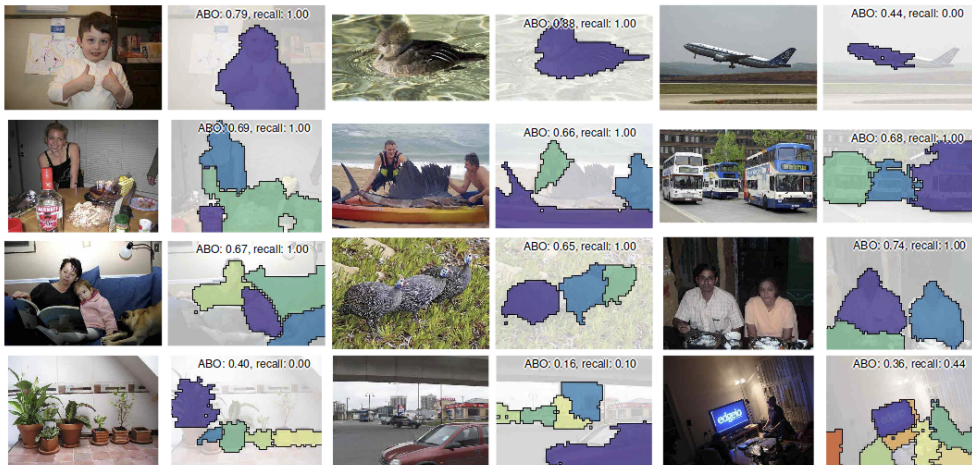 ABO: 0.79, recall: 1.00
ABO: 0.88, recall: 1.00
ABO: 0.44, recall: 0.00
ABO: 0.69, recall: 1.00
ABO: 0.66, recall: 1.00
ABO: 0.68, recall: 1.00
ABO: 0.67, recall: 1.00
ABO: 0.65, recall: 1.00
ABO: 0.74, recall: 1.00
ABO: 0.40, recall: 0.00
ABO: 0.16, recall: 0.10
ABO: 0.36, recall: 0.44
edgeio